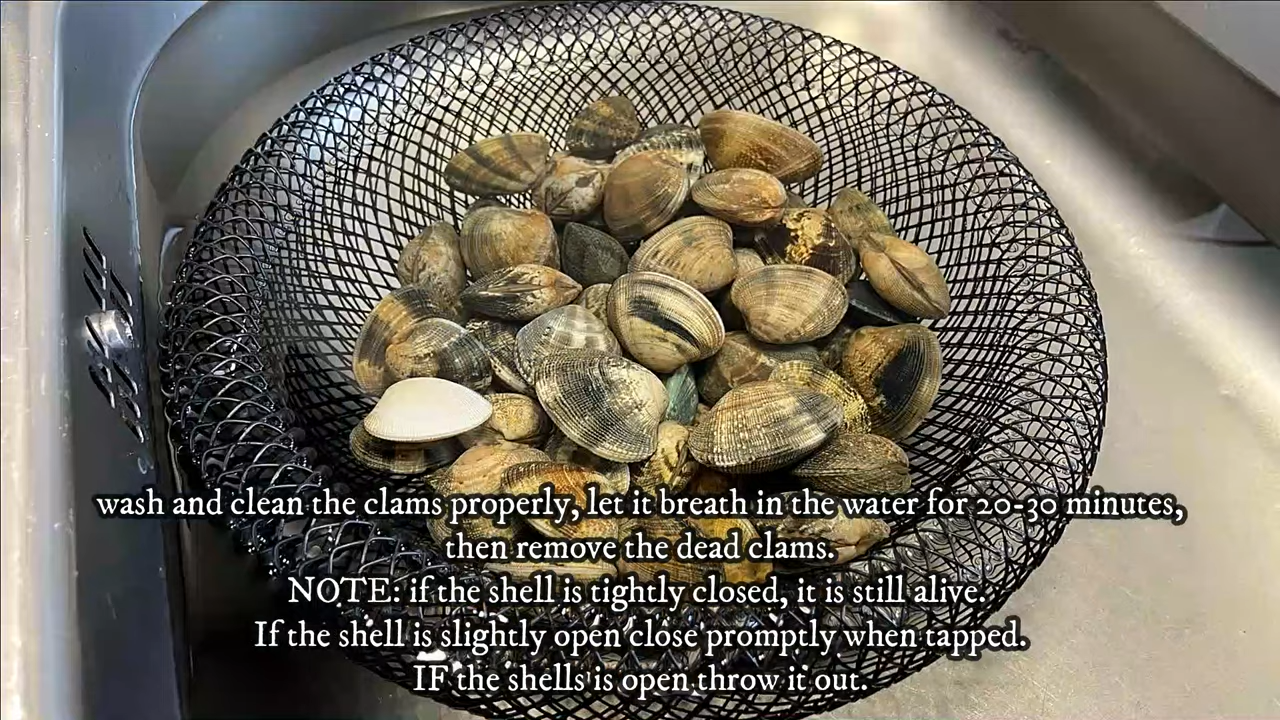 wash and clean the clams properly, let it breath in the water for 20-30 minutes,
then remove the dead clams.
NOTE: if the shell is tightly closed, it is still alive.
If the shell is slightly open close promptly when tapped.
IF the shells is open throw it out.